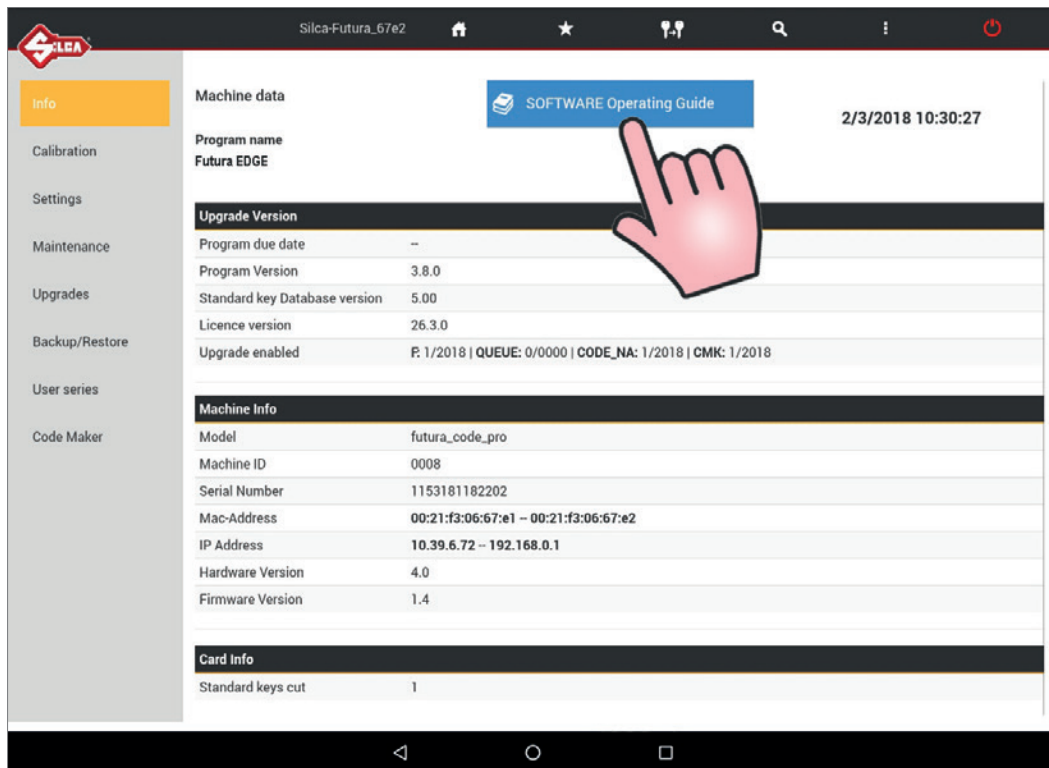 Silca-Futura_67e2
SILCA
Info
Calibration
Settings
Maintenance
Upgrades
Backup/Restore
User series
Code Maker
Machine data
SOFTWARE Operating Guide
2/3/2018 10:30:27
Program name
Futura EDGE
Upgrade Version
Program due date --
Program Version 3.8.0
Standard key Database version 5.00
Licence version 26.3.0
Upgrade enabled P: 1/2018 | QUEUE: 0/0000 | CODE_NA: 1/2018 | CMK: 1/2018
Machine Info
Model futura_code_pro
Machine ID 0008
Serial Number 1153181182202
Mac-Address 00:21:f3:06:67:e1 -- 00:21:f3:06:67:e2
IP Address 10.39.6.72 -- 192.168.0.1
Hardware Version 4.0
Firmware Version 1.4
Card Info
Standard keys cut 1